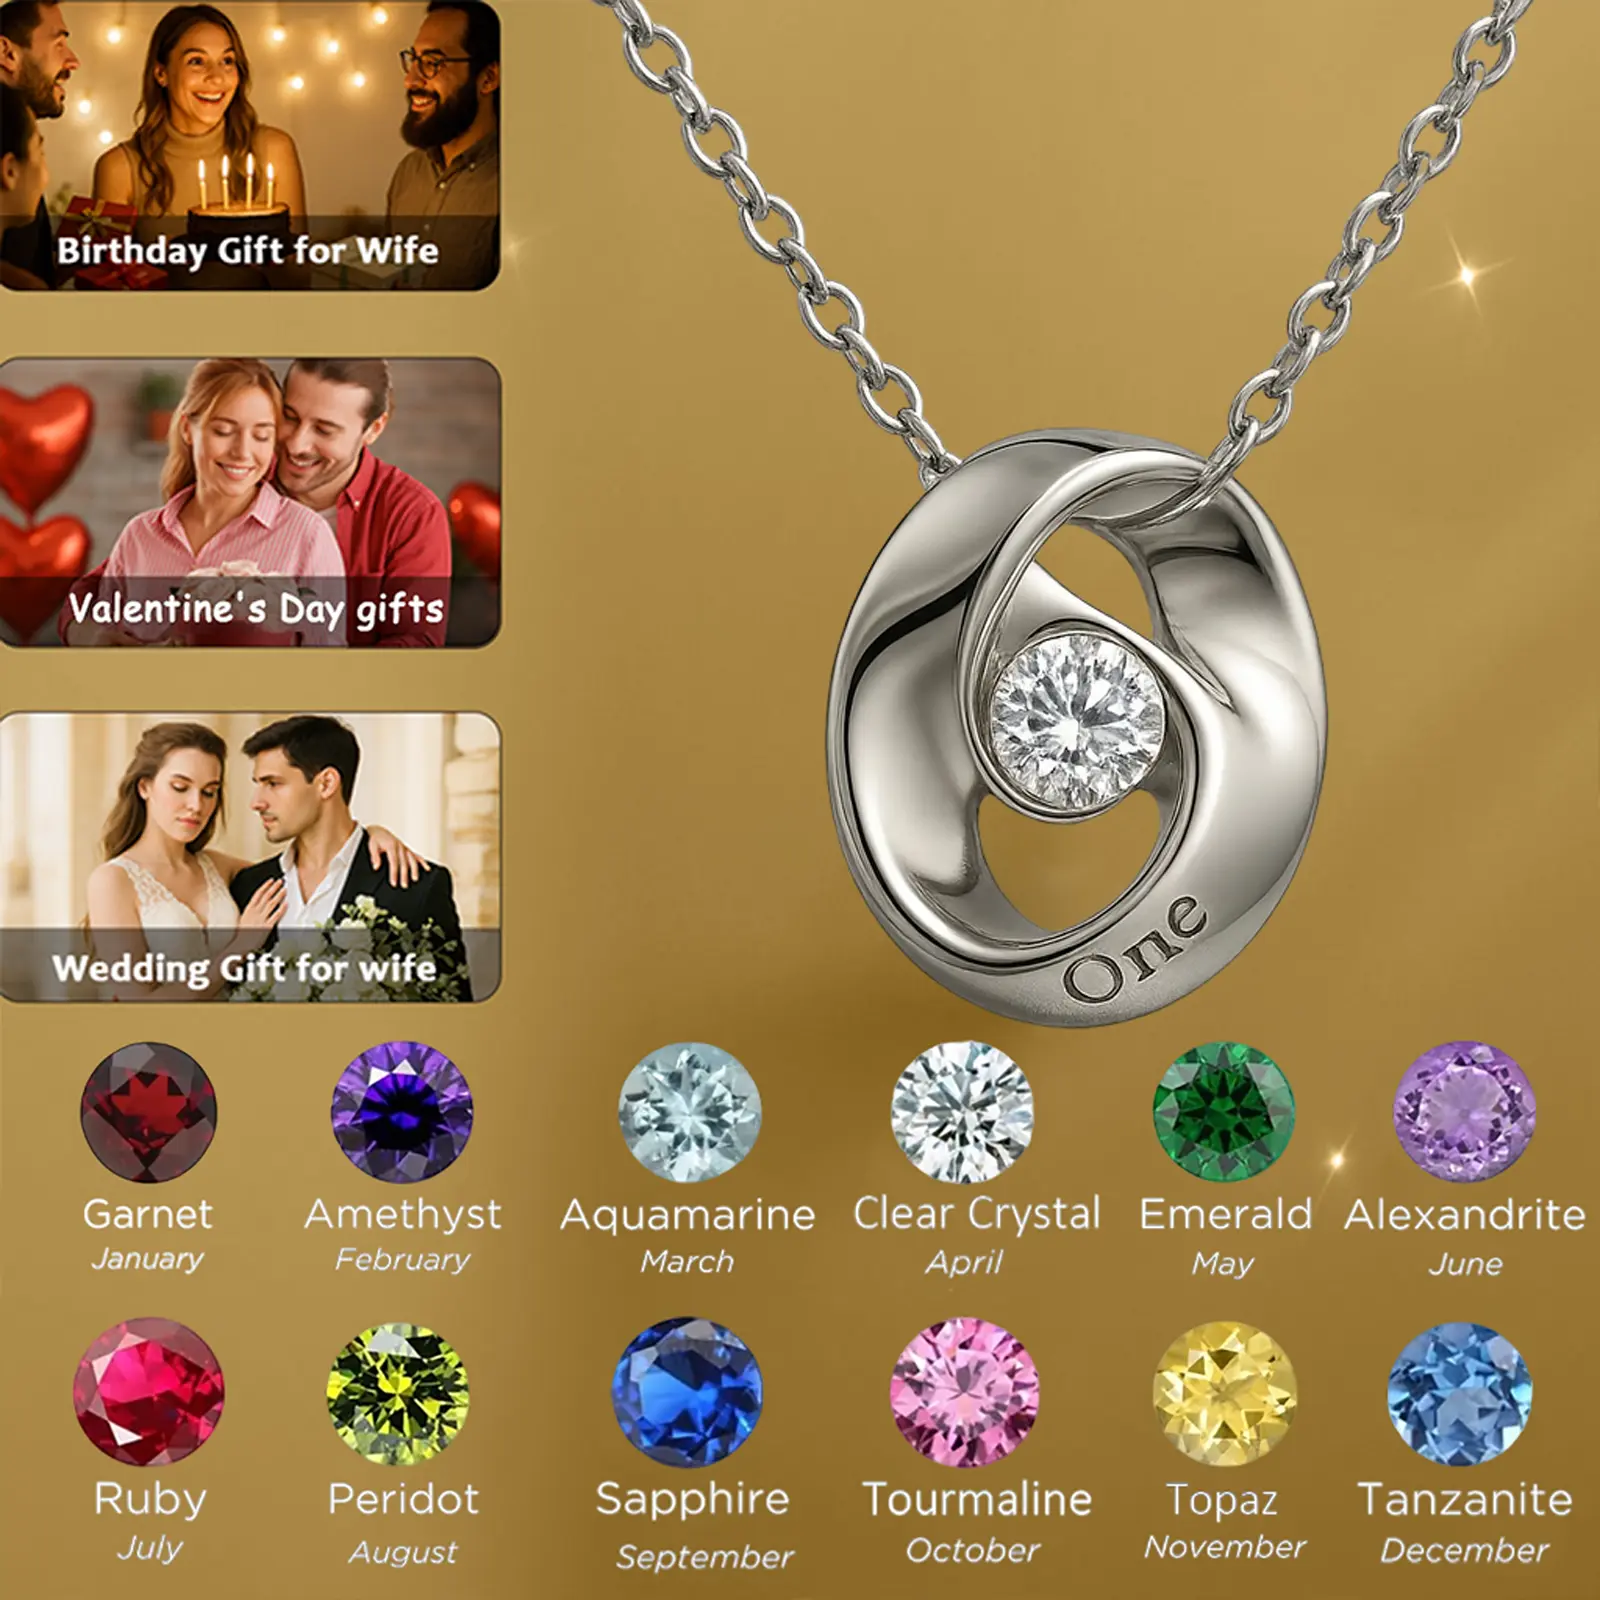 Birthday Gift for Wife
Valentine's Day gifts
Wedding Gift for wife
One
Garnet
January
Amethyst
February
Aquamarine
March
Clear Crystal
April
Emerald
May
Alexandrite
June
Ruby
July
Peridot
August
Sapphire
September
Tourmaline
October
Topaz
November
Tanzanite
December